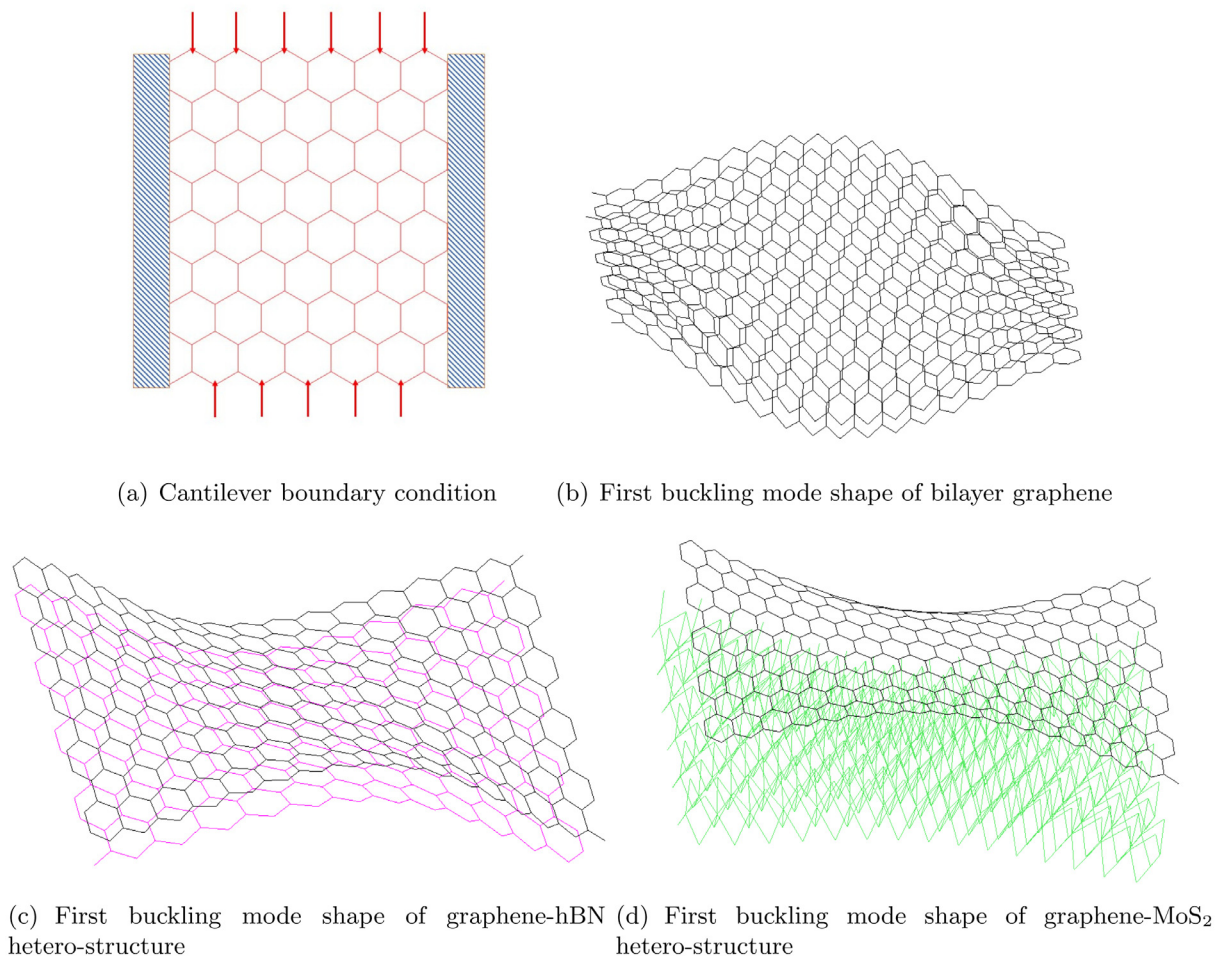 (a) Cantilever boundary condition
(b) First buckling mode shape of bilayer graphene
(c) First buckling mode shape of graphene-hBN
hetero-structure
(d) First buckling mode shape of graphene-MoS₂
hetero-structure